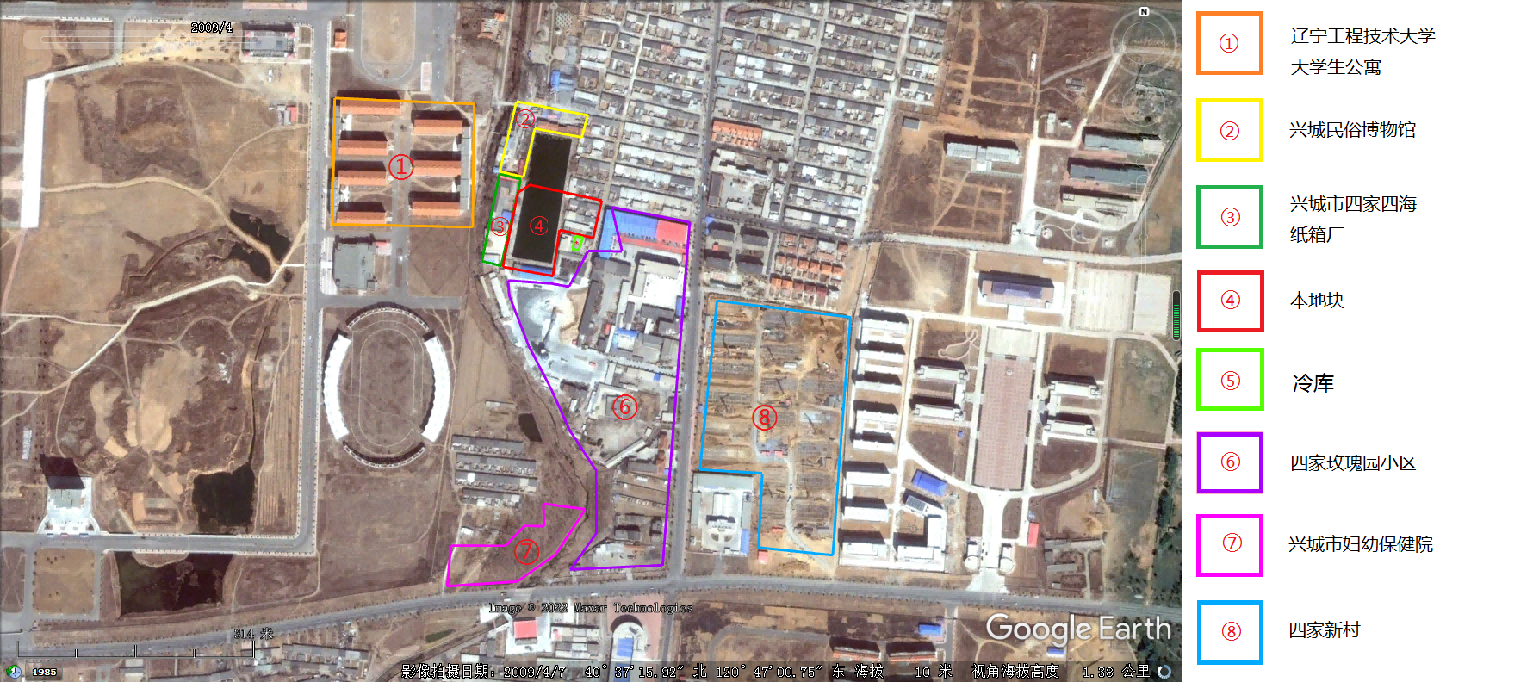 2009/4
N
①
②
③
④
⑤
⑥
⑦
⑧
Image © 2022 Maxar Technologies
Google Earth
314 米
1985
影像拍摄日期: 2009/4/7 40°37'15.92" 北 120°47'00.75" 东 海拔 10 米 视角海拔高度 1.33 公里
① 辽宁工程技术大学
大学生公寓
② 兴城民俗博物馆
③ 兴城市四家四海
纸箱厂
④ 本地块
⑤ 冷库
⑥ 四家玫瑰园小区
⑦ 兴城市妇幼保健院
⑧ 四家新村